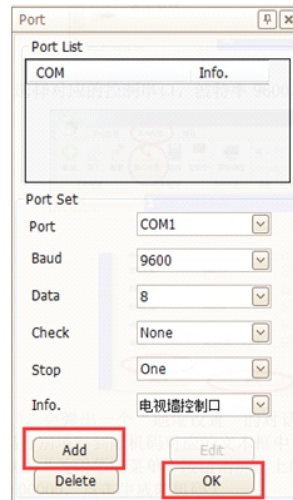 Port
Port List
COM Info.
Port Set
Port COM1
Baud 9600
Data 8
Check None
Stop One
Info. 电视墙控制口
Add Edit
Delete OK